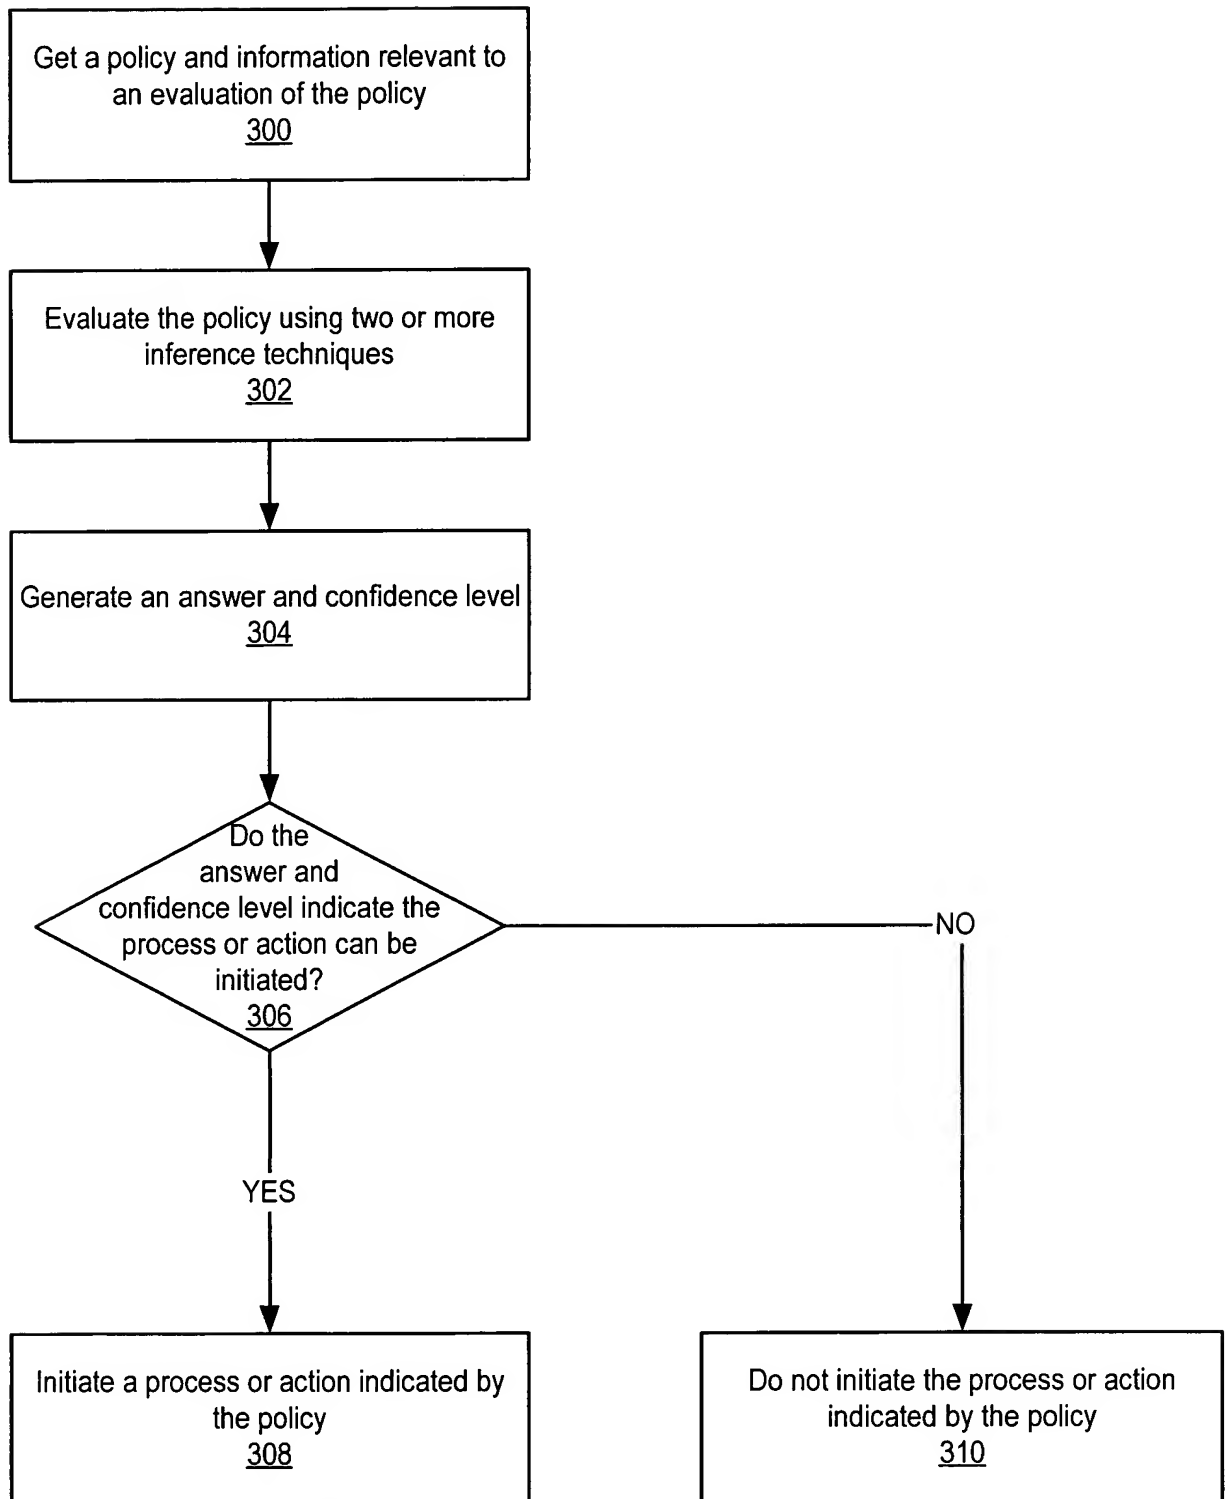 Get a policy and information relevant to
an evaluation of the policy
300
Evaluate the policy using two or more
inference techniques
302
Generate an answer and confidence level
304
Do the
answer and
confidence level indicate the
process or action can be
initiated?
306
NO
YES
Initiate a process or action indicated by
the policy
308
Do not initiate the process or action
indicated by the policy
310